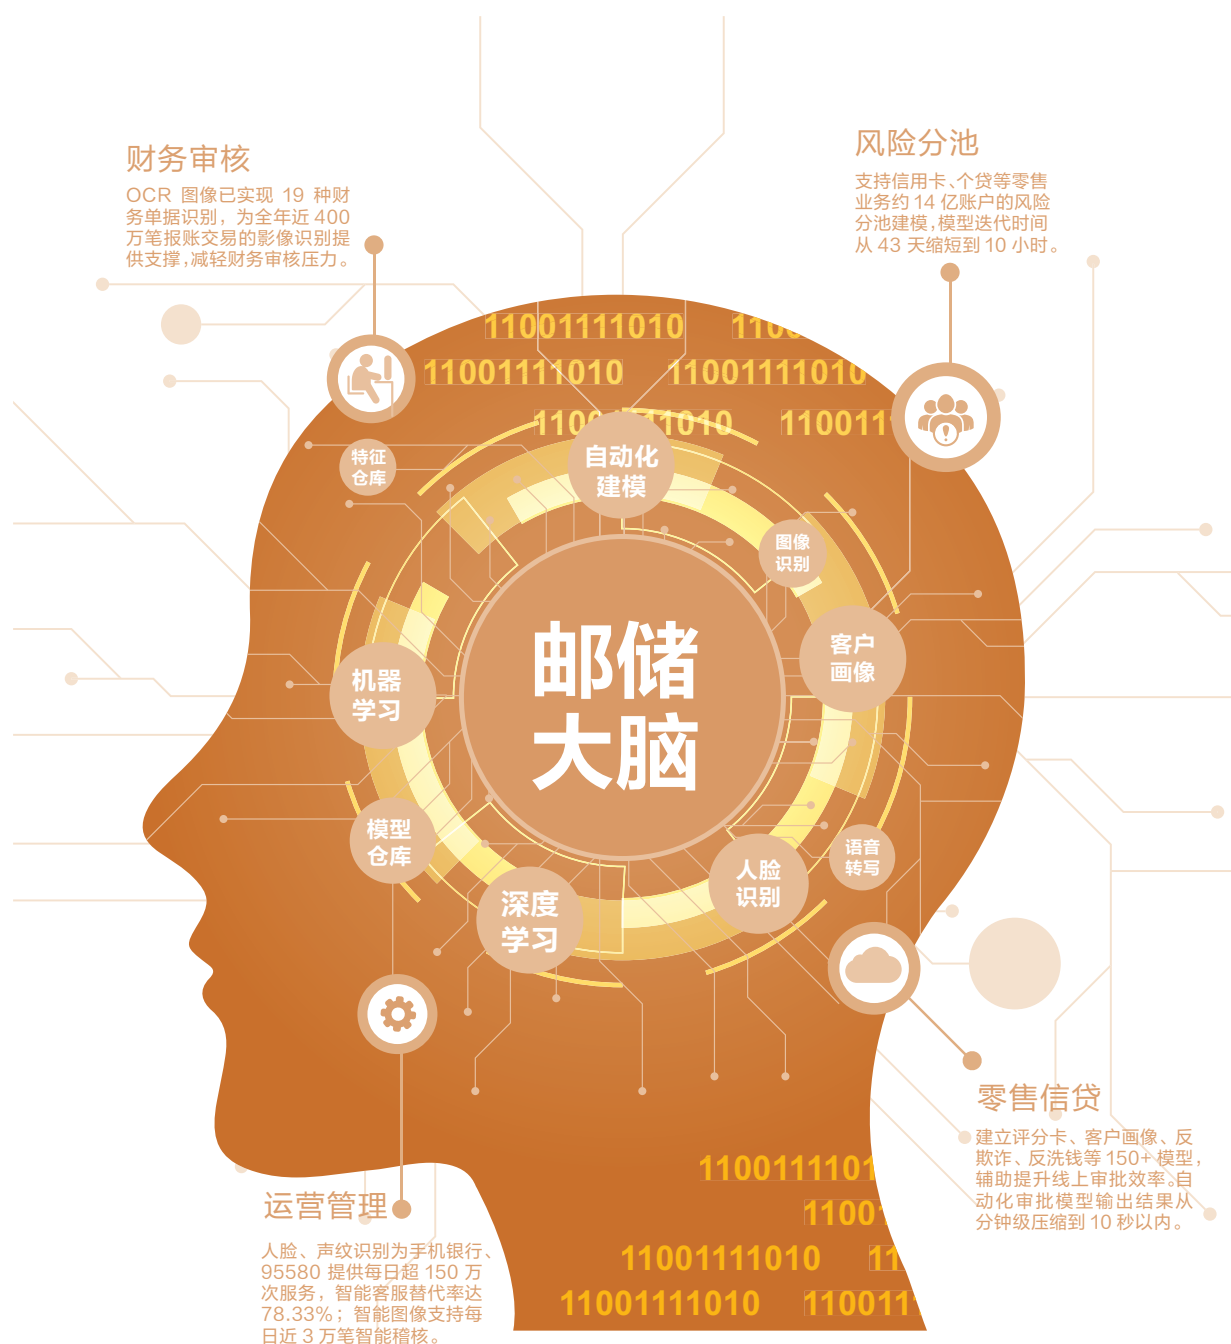 财务审核
OCR 图像已实现 19 种财
务单据识别，为全年近 400
万笔报账交易的影像识别提
供支撑，减轻财务审核压力。
风险分池
支持信用卡、个贷等零售
业务约 14 亿账户的风险
分池建模，模型迭代时间
从 43 天缩短到 10 小时。
11001111010
11001111010
11001111010
自动化
建模
特征
仓库
图像
识别
客户
画像
机器
学习
邮储
大脑
模型
仓库
深度
学习
人脸
识别
语音
转写
零售信贷
建立评分卡、客户画像、反
欺诈、反洗钱等 150+ 模型，
辅助提升线上审批效率。自
动化审批模型输出结果从
分钟级压缩到 10 秒以内。
运营管理
人脸、声纹识别为手机银行、
95580 提供每日超 150 万
次服务，智能客服替代率达
78.33%；智能图像支持每
日近 3 万笔智能稽核。
11001111010
11001111010